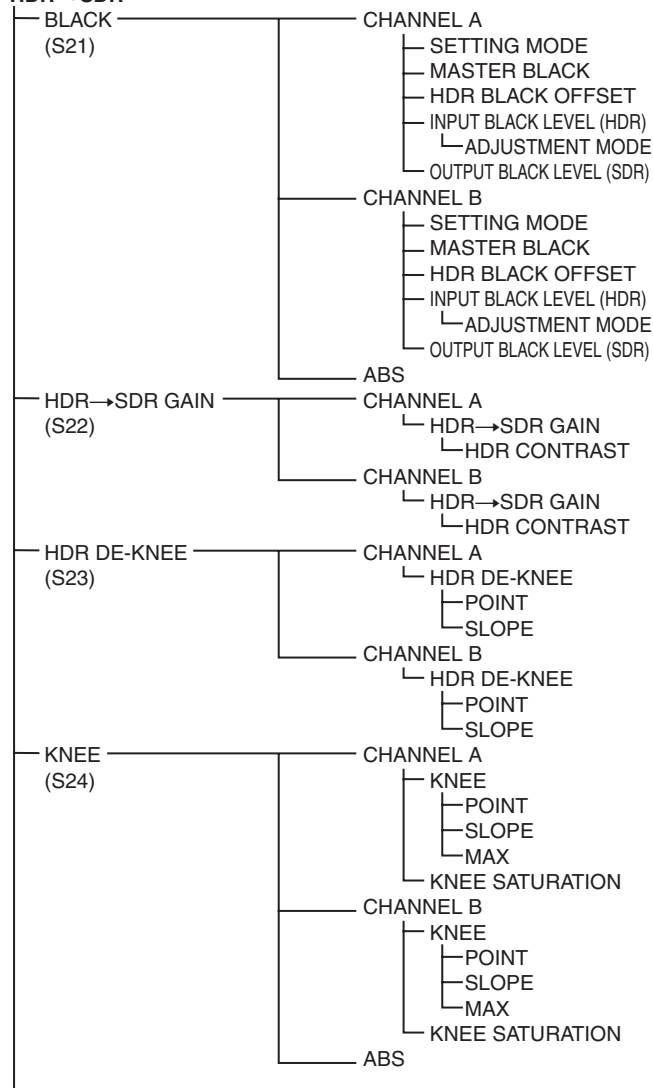 BLACK CHANNEL A
(S21) SETTING MODE
MASTER BLACK
HDR BLACK OFFSET
INPUT BLACK LEVEL (HDR)
ADJUSTMENT MODE
OUTPUT BLACK LEVEL (SDR)
CHANNEL B
SETTING MODE
MASTER BLACK
HDR BLACK OFFSET
INPUT BLACK LEVEL (HDR)
ADJUSTMENT MODE
OUTPUT BLACK LEVEL (SDR)
ABS
HDR→SDR GAIN CHANNEL A
(S22) HDR→SDR GAIN
HDR CONTRAST
CHANNEL B
HDR→SDR GAIN
HDR CONTRAST
HDR DE-KNEE CHANNEL A
(S23) HDR DE-KNEE
POINT
SLOPE
CHANNEL B
HDR DE-KNEE
POINT
SLOPE
KNEE CHANNEL A
(S24) KNEE
POINT
SLOPE
MAX
KNEE SATURATION
CHANNEL B
KNEE
POINT
SLOPE
MAX
KNEE SATURATION
ABS